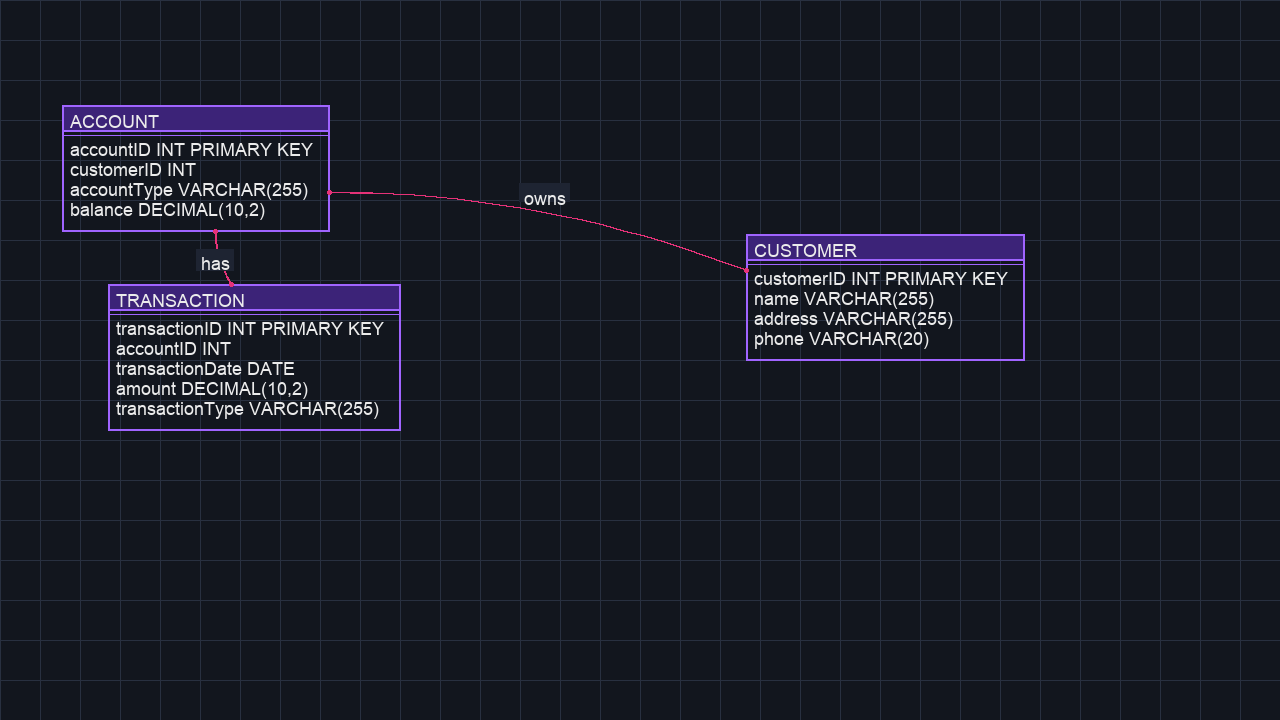 ACCOUNT
accountID INT PRIMARY KEY
customerID INT
accountType VARCHAR(255)
balance DECIMAL(10,2)
owns
CUSTOMER
customerID INT PRIMARY KEY
name VARCHAR(255)
address VARCHAR(255)
phone VARCHAR(20)
has
TRANSACTION
transactionID INT PRIMARY KEY
accountID INT
transactionDate DATE
amount DECIMAL(10,2)
transactionType VARCHAR(255)